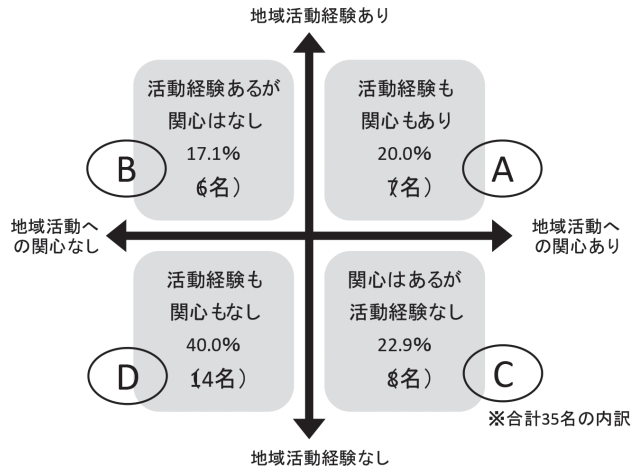 地域活動経験あり
活動経験あるが
関心はなし
17.1%
(6名)
B
活動経験も
関心もあり
20.0%
(7名)
A
地域活動へ
の関心なし
地域活動へ
の関心あり
活動経験も
関心もなし
40.0%
(14名)
D
関心はあるが
活動経験なし
22.9%
(8名)
C
※合計35名の内訳
地域活動経験なし